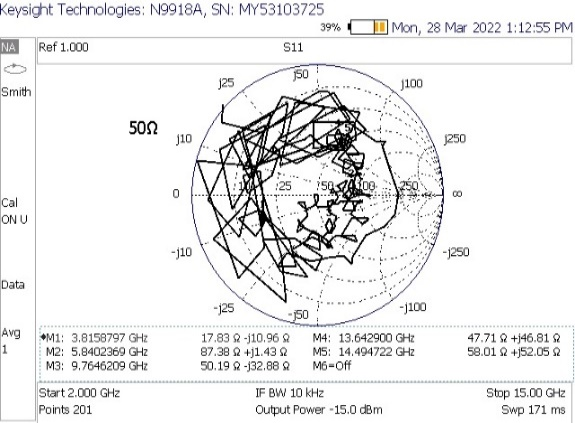 Keysight Technologies: N9918A, SN: MY53103725
39% Mon, 28 Mar 2022 1:12:55 PM
NA Ref 1.000 S11
Smith
50Ω
j25 j50 j100
j10 j250
0 10 25 50 100 250 ∞
-j10 -j250
-j25 -j50 -j100
Cal
ON U
Data
Avg
1
M1: 3.8158797 GHz 17.83 Ω -j10.96 Ω M4: 13.642900 GHz 47.71 Ω +j46.81 Ω
M2: 5.8402369 GHz 87.38 Ω +j1.43 Ω M5: 14.494722 GHz 58.01 Ω +j52.05 Ω
M3: 9.7646209 GHz 50.19 Ω -j32.88 Ω M6=Off
Start 2.000 GHz IF BW 10 kHz Stop 15.00 GHz
Points 201 Output Power -15.0 dBm Swp 171 ms